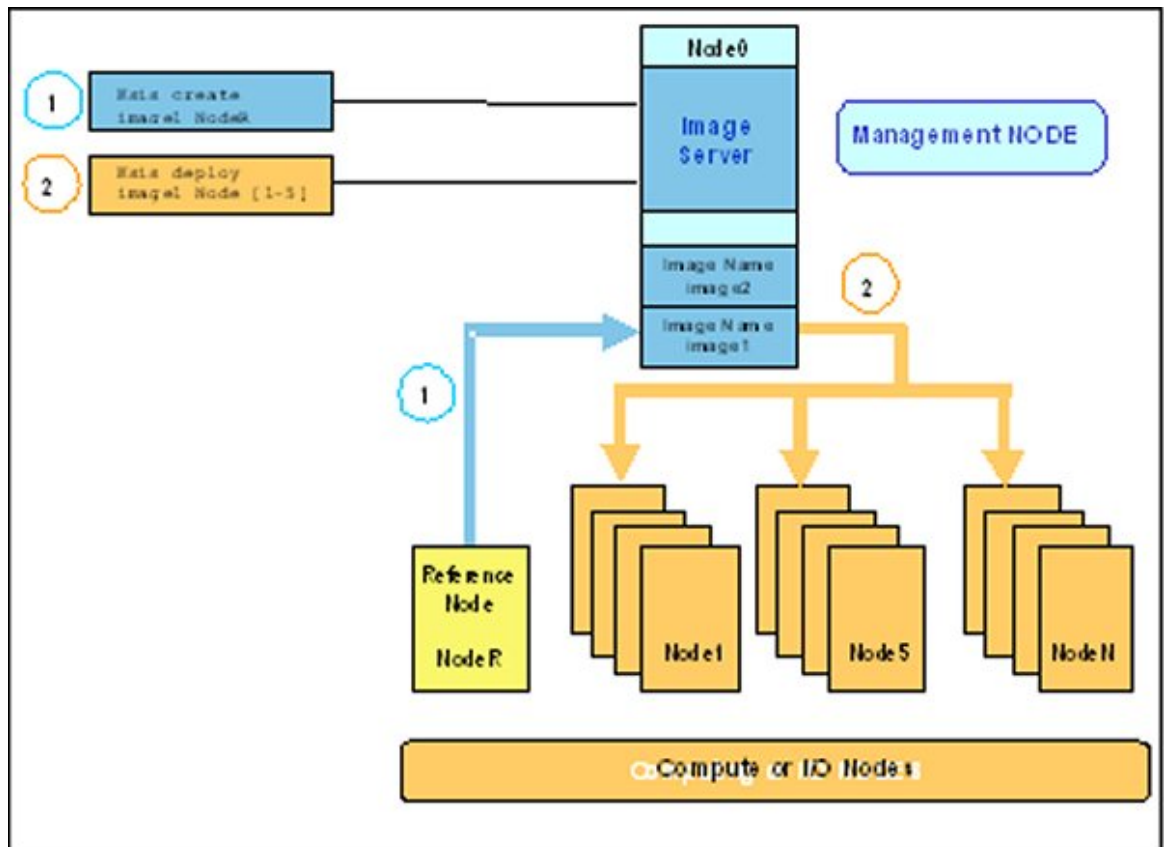 Node0
1
Ksis create
image1 NodeR
Image
Server
Management NODE
2
Ksis deploy
image1 Node [1-5]
Image Name
image2
2
Image Name
image1
1
Reference
Node
NodeR
Node1
Node5
NodeN
Compute or I/O Nodes